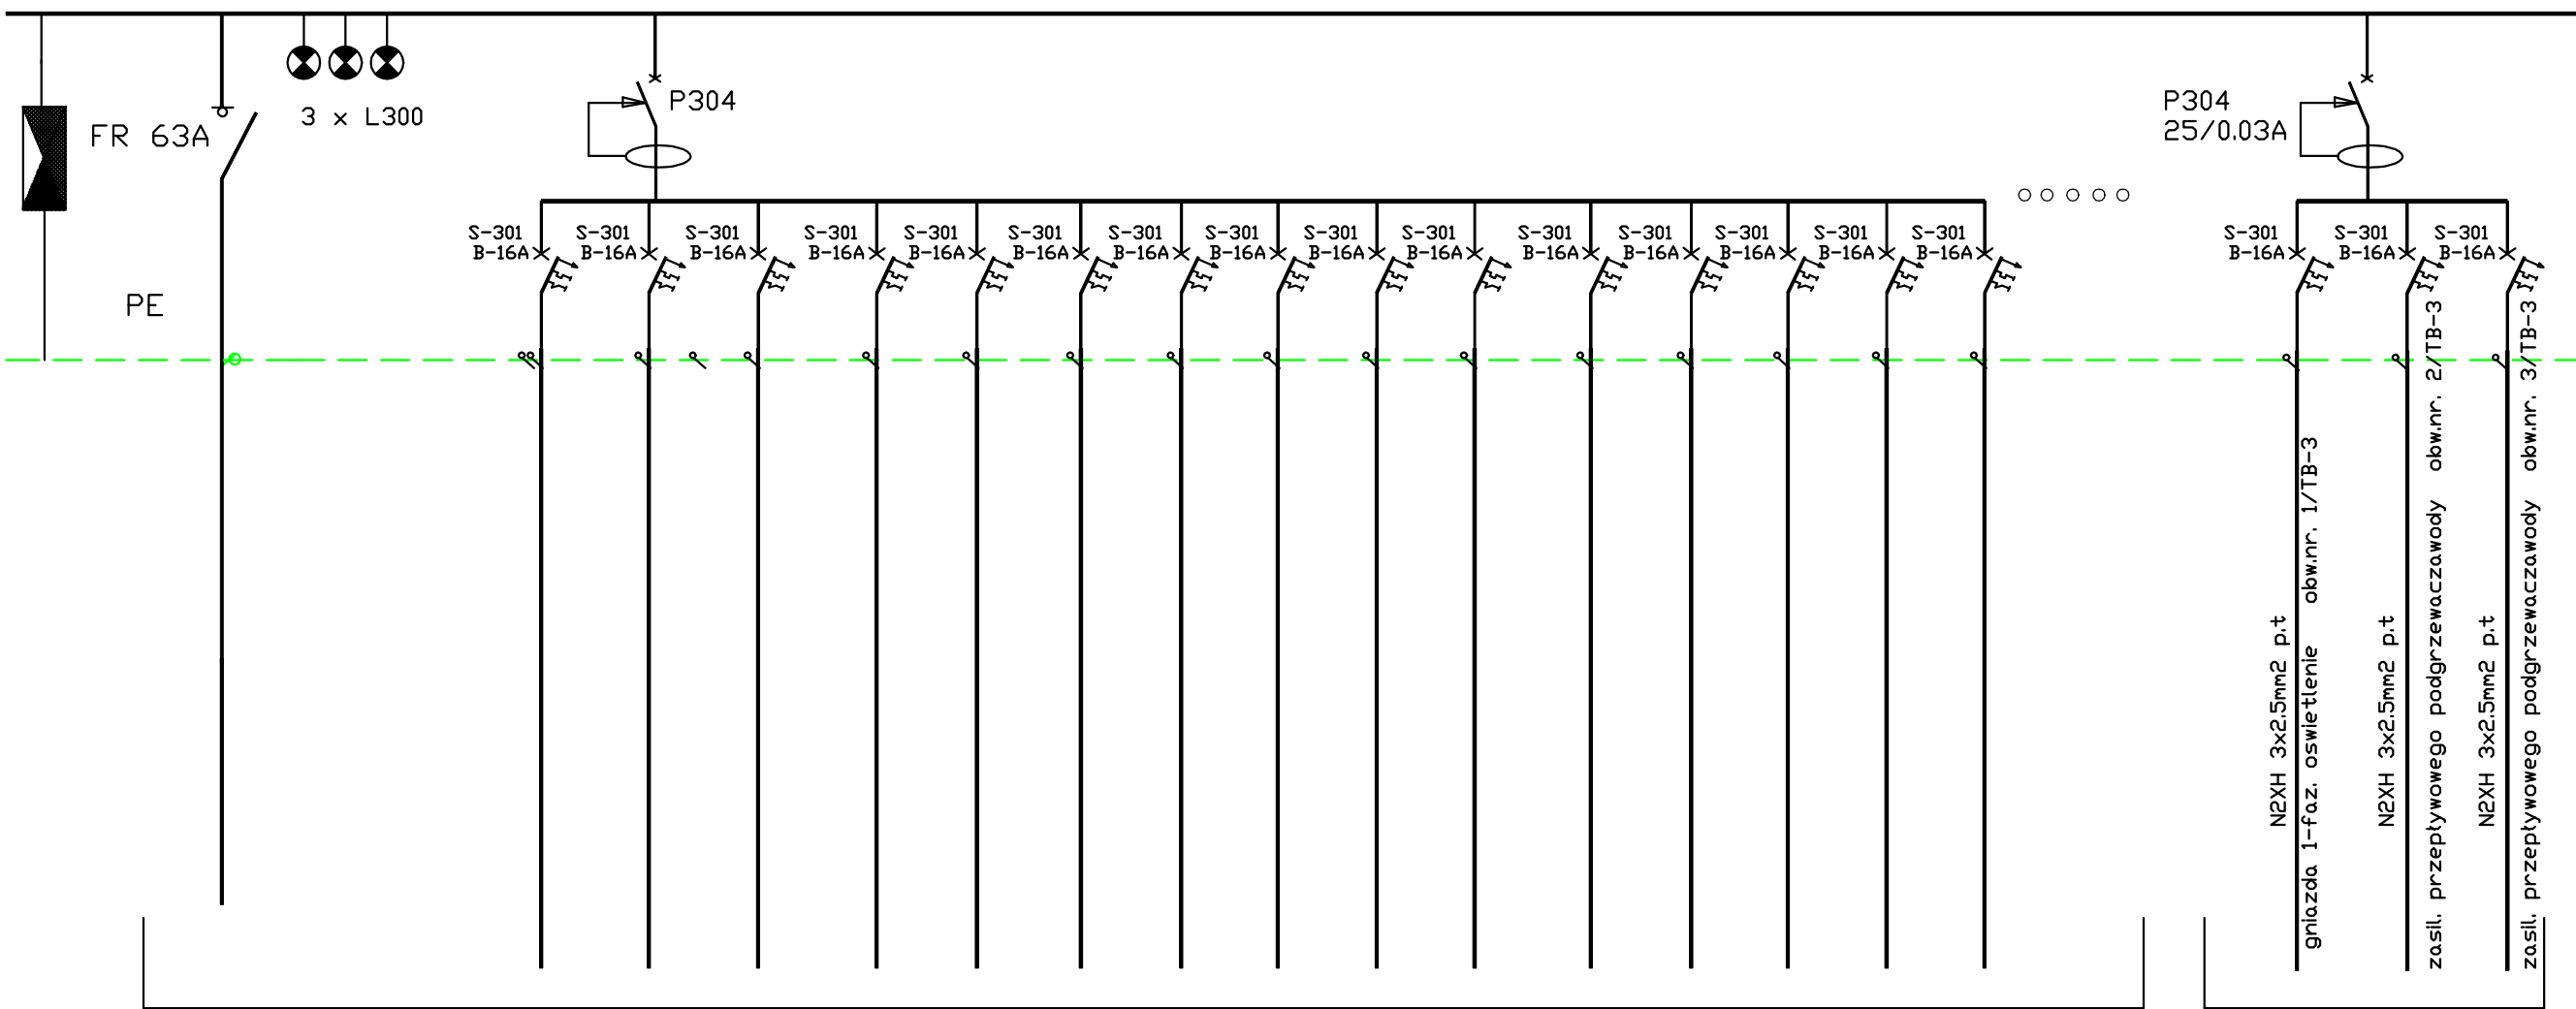 FR 63A
3 x L300
P304
P304
25/0.03A
PE
S-301
B-16A
S-301
B-16A
S-301
B-16A
S-301
B-16A
S-301
B-16A
S-301
B-16A
S-301
B-16A
S-301
B-16A
S-301
B-16A
S-301
B-16A
S-301
B-16A
S-301
B-16A
S-301
B-16A
S-301
B-16A
S-301
B-16A
S-301
B-16A
S-301
B-16A
S-301
B-16A
N2XH 3x2.5mm2 p.t
gniazda 1-faz. oswietlenie obw.nr. 1/TB-3
N2XH 3x2.5mm2 p.t
zasil. przepływowego podgrzewaczawody obw.nr. 2/TB-3
N2XH 3x2.5mm2 p.t
zasil. przepływowego podgrzewaczawody obw.nr. 3/TB-3